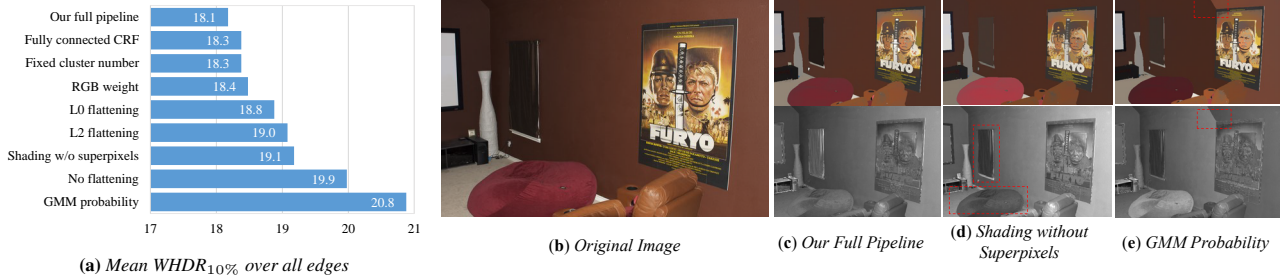 Our full pipeline 18.1
Fully connected CRF 18.3
Fixed cluster number 18.3
RGB weight 18.4
L0 flattening 18.8
L2 flattening 19.0
Shading w/o superpixels 19.1
No flattening 19.9
GMM probability 20.8
17 18 19 20 21
(a) Mean WHDR10% over all edges
FURYO
(b) Original Image
FURYO
(c) Our Full Pipeline
FURYO
(d) Shading without
Superpixels
FURYO
(e) GMM Probability